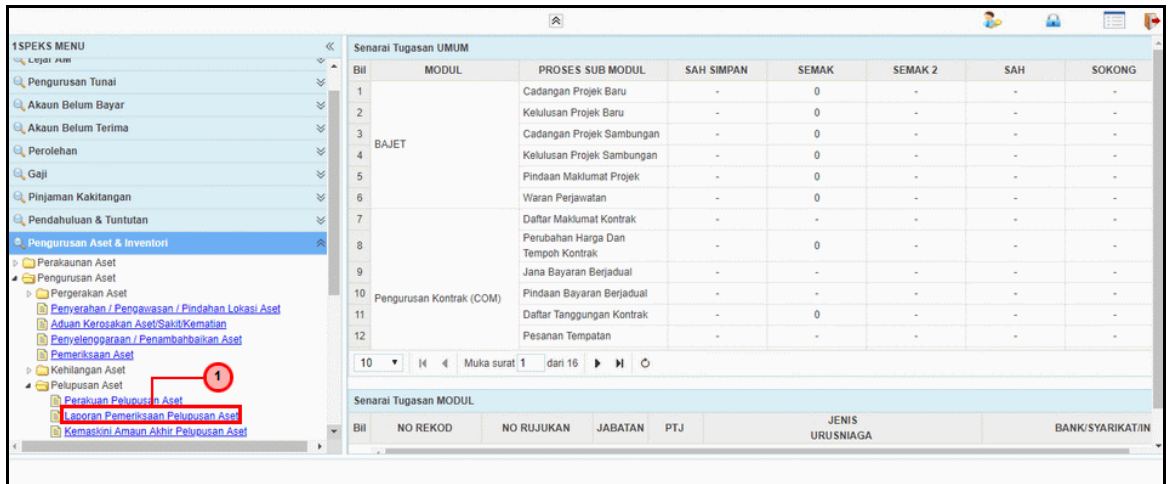 1SPEKS MENU
Lejar AM
Pengurusan Tunai
Akaun Belum Bayar
Akaun Belum Terima
Perolehan
Gaji
Pinjaman Kakitangan
Pendahuluan & Tuntutan
Pengurusan Aset & Inventori
Perakaunan Aset
Pengurusan Aset
Pergerakan Aset
Penyerahan / Pengawasan / Pindahan Lokasi Aset
Aduan Kerosakan Aset/Sakit/Kematian
Penyelenggaraan / Penambahbaikan Aset
Pemeriksaan Aset
Kehilangan Aset
1
Pelupusan Aset
Perakuan Pelupusan Aset
Laporan Pemeriksaan Pelupusan Aset
Kemaskini Amaun Akhir Pelupusan Aset
Senarai Tugasan UMUM
Bil MODUL PROSES SUB MODUL SAH SIMPAN SEMAK SEMAK 2 SAH SOKONG
1 Cadangan Projek Baru - 0 - - -
2 Kelulusan Projek Baru - 0 - - -
3 Cadangan Projek Sambungan - 0 - - -
BAJET
4 Kelulusan Projek Sambungan - 0 - - -
5 Pindaan Maklumat Projek - 0 - - -
6 Waran Perjawatan - 0 - - -
7 Daftar Maklumat Kontrak - - - - -
8 Perubahan Harga Dan
Tempoh Kontrak - 0 - - -
9 Jana Bayaran Berjadual - - - - -
10 Pengurusan Kontrak (COM) Pindaan Bayaran Berjadual - - - - -
11 Daftar Tanggungan Kontrak - 0 - - -
12 Pesanan Tempatan - - - - -
10 Muka surat 1 dari 16
Senarai Tugasan MODUL
Bil NO REKOD NO RUJUKAN JABATAN PTJ JENIS
URUSNIAGA BANK/SYARIKAT/IN